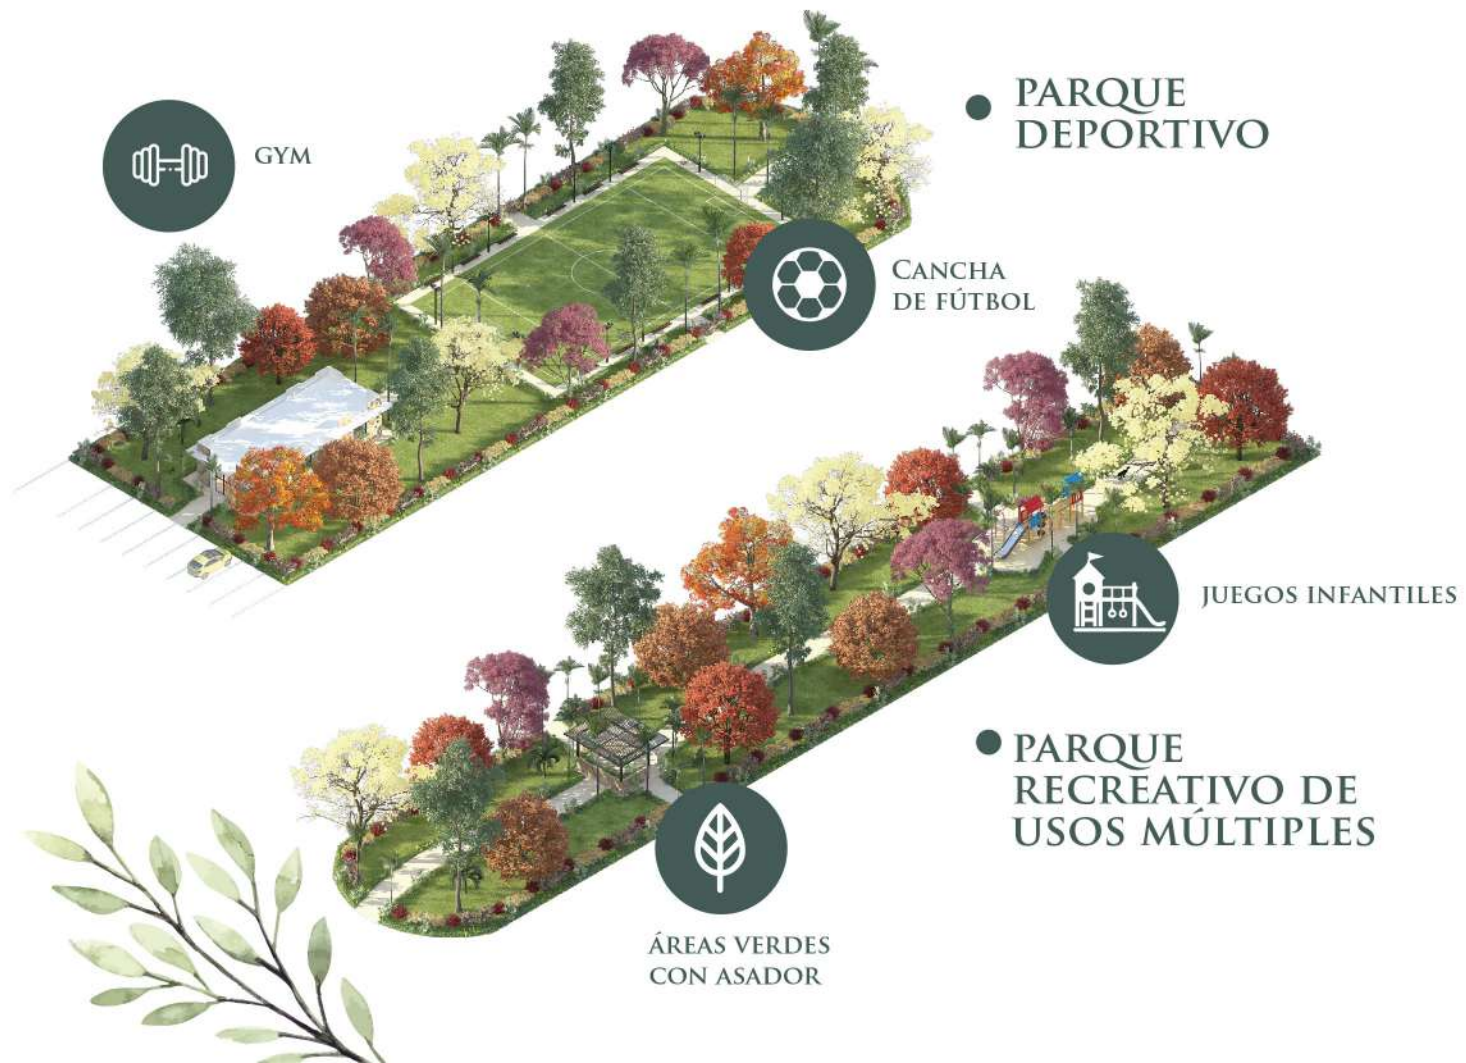 PARQUE
DEPORTIVO
GYM
CANCHA
DE FÚTBOL
JUEGOS INFANTILES
PARQUE
RECREATIVO DE
USOS MÚLTIPLES
ÁREAS VERDES
CON ASADOR